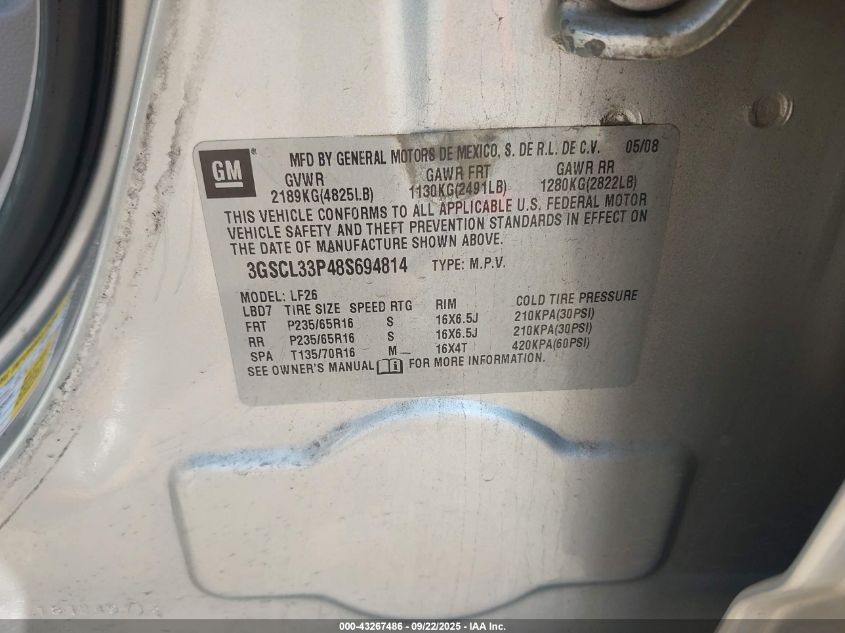 GM ® MFD BY GENERAL MOTORS DE MEXICO, S. DE R.L. DE C.V. 05/08
GVWR GAWR FRT GAWR RR
2189KG(4825LB) 1130KG(2491LB) 1280KG(2822LB)
THIS VEHICLE CONFORMS TO ALL APPLICABLE U.S. FEDERAL MOTOR
VEHICLE SAFETY AND THEFT PREVENTION STANDARDS IN EFFECT ON
THE DATE OF MANUFACTURE SHOWN ABOVE.
3GSCL33P48S694814 TYPE: M.P.V.
MODEL: LF26
LBD7 TIRE SIZE SPEED RTG RIM COLD TIRE PRESSURE
FRT P235/65R16 S 16X6.5J 210KPA(30PSI)
RR P235/65R16 S 16X6.5J 210KPA(30PSI)
SPA T135/70R16 M 16X4T 420KPA(60PSI)
SEE OWNER'S MANUAL FOR MORE INFORMATION.
000-43267486 - 09/22/2025 - IAA Inc.